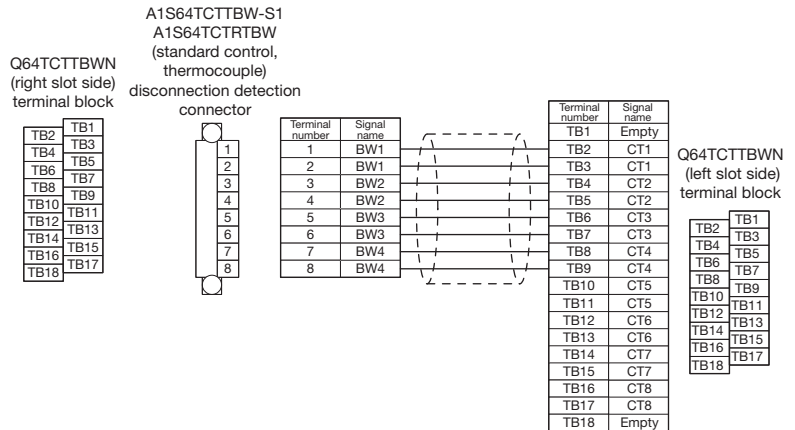 A1S64TCTTBW-S1
A1S64TCTRTBW
(standard control,
thermocouple)
disconnection detection
connector
Q64TCTTBWN
(right slot side)
terminal block
TB1
TB2
TB3
TB4
TB5
TB6
TB7
TB8
TB9
TB10
TB11
TB12
TB13
TB14
TB15
TB16
TB17
TB18
1
2
3
4
5
6
7
8
Terminal number Signal name
1 BW1
2 BW1
3 BW2
4 BW2
5 BW3
6 BW3
7 BW4
8 BW4
Terminal number Signal name
TB1 Empty
TB2 CT1
TB3 CT1
TB4 CT2
TB5 CT2
TB6 CT3
TB7 CT3
TB8 CT4
TB9 CT4
TB10 CT5
TB11 CT5
TB12 CT6
TB13 CT6
TB14 CT7
TB15 CT7
TB16 CT8
TB17 CT8
TB18 Empty
Q64TCTTBWN
(left slot side)
terminal block
TB1
TB2
TB3
TB4
TB5
TB6
TB7
TB8
TB9
TB10
TB11
TB12
TB13
TB14
TB15
TB16
TB17
TB18